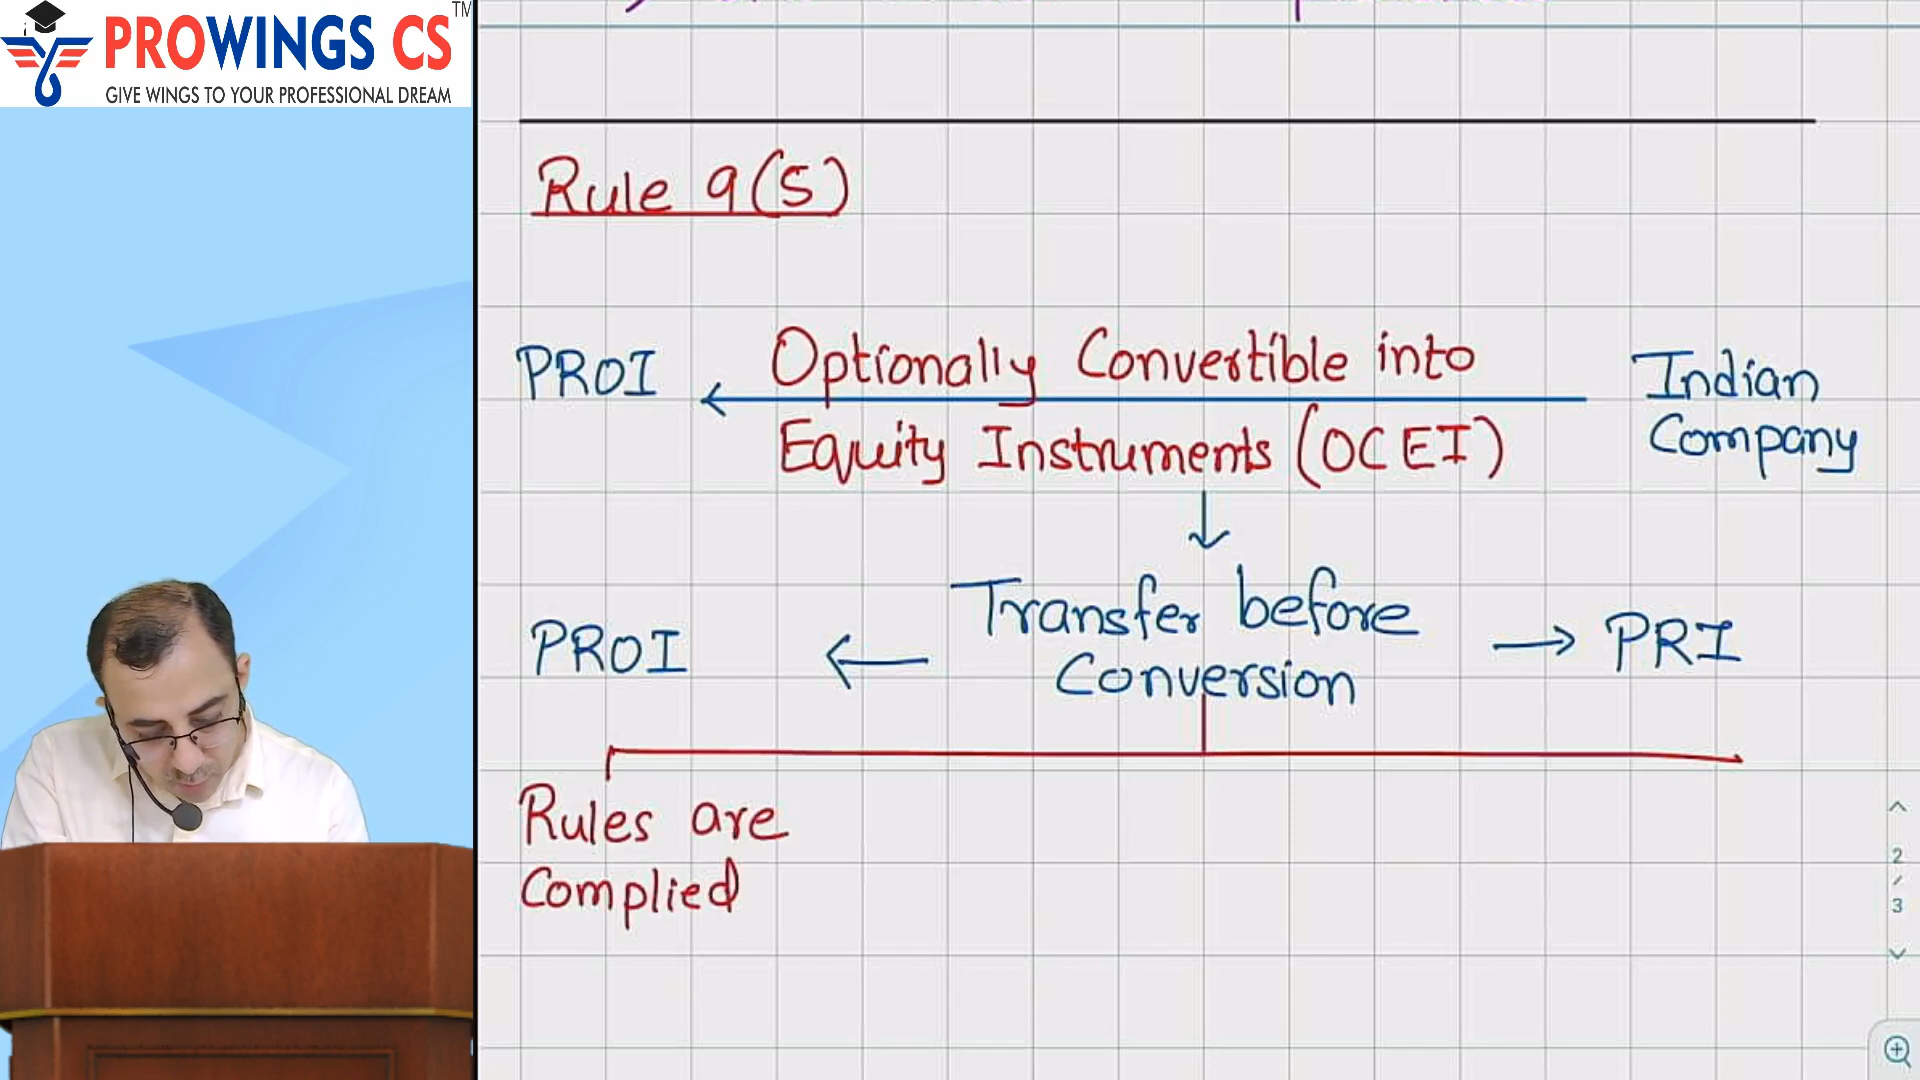 TM
PROWINGS CS
GIVE WINGS TO YOUR PROFESSIONAL DREAM
Rule 9(5)
PROI
Optionally Convertible into
Equity Instruments (OCEI)
Indian
Company
PROI
Transfer before
Conversion
PRI
Rules are
Complied
2
/
3